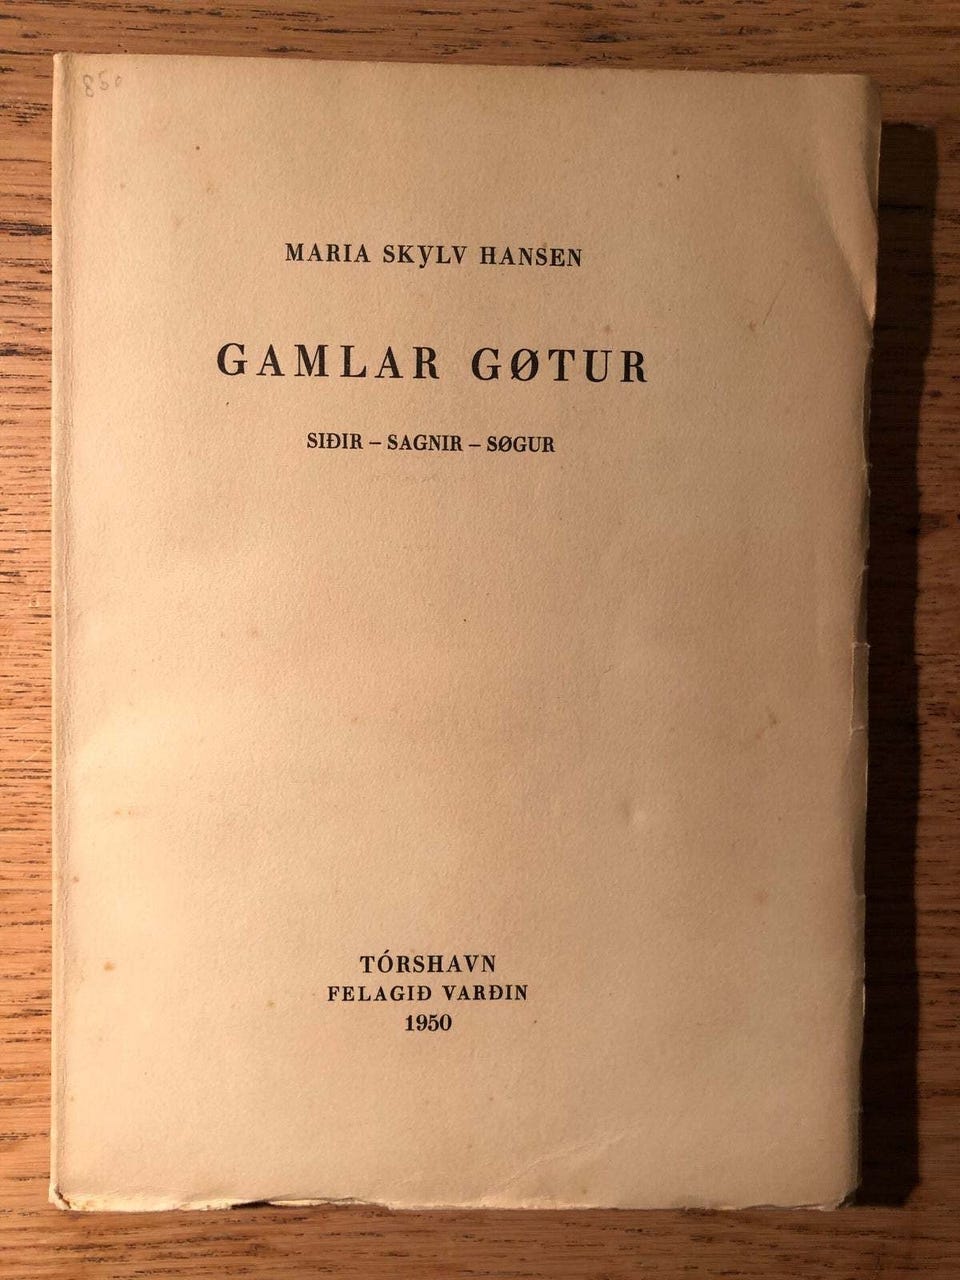 850
MARIA SKYLV HANSEN
GAMLAR GØTUR
SIÐIR – SAGNIR – SØGUR
TÓRSHAVN
FELAGIÐ VARÐIN
1950